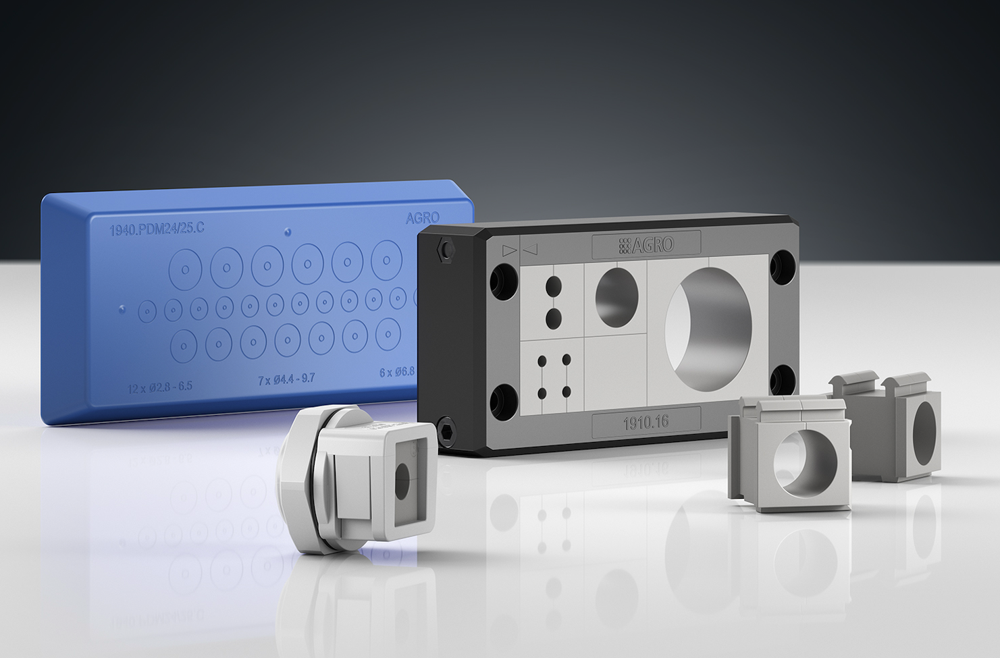 1940.PDM24/25.C
AGRO
12 x Ø2.8 - 6.5
7 x Ø4.4 - 9.7
6 x Ø6.8
AGRO
1910.16